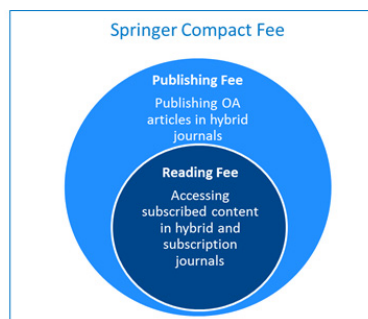 Springer Compact Fee
Publishing Fee
Publishing OA
articles in hybrid
journals
Reading Fee
Accessing
subscribed content
in hybrid and
subscription
journals